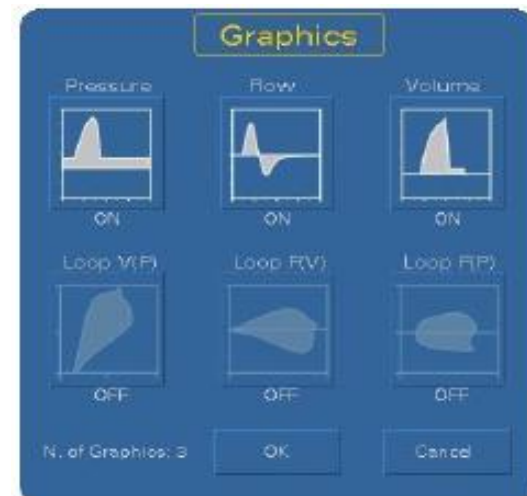 Graphics
Pressure Flow Volume
ON ON ON
Loop V(P) Loop F(V) Loop F(P)
OFF OFF OFF
N. of Graphics: 3 OK Cancel